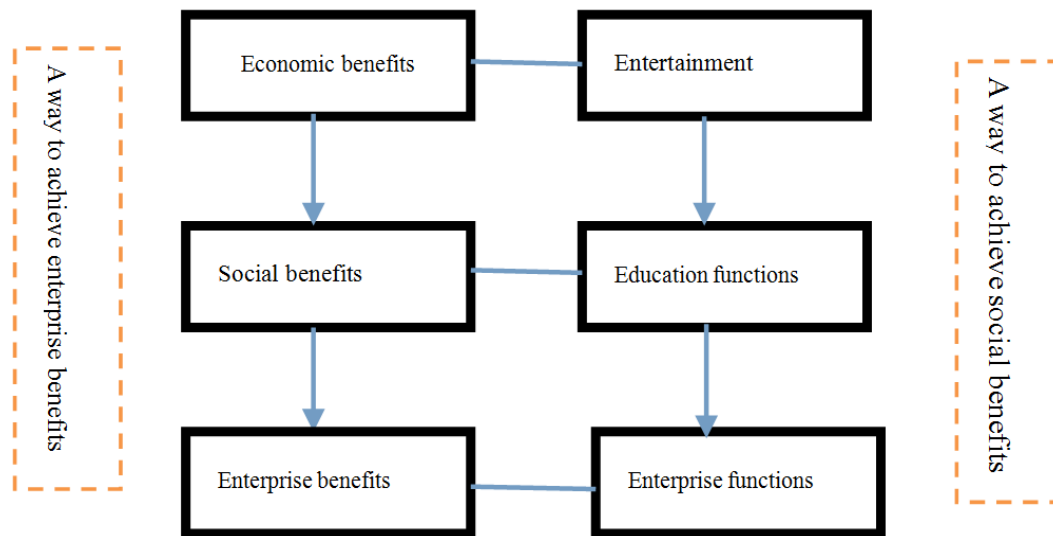 A way to achieve enterprise benefits
Economic benefits
Entertainment
Social benefits
Education functions
Enterprise benefits
Enterprise functions
A way to achieve social benefits